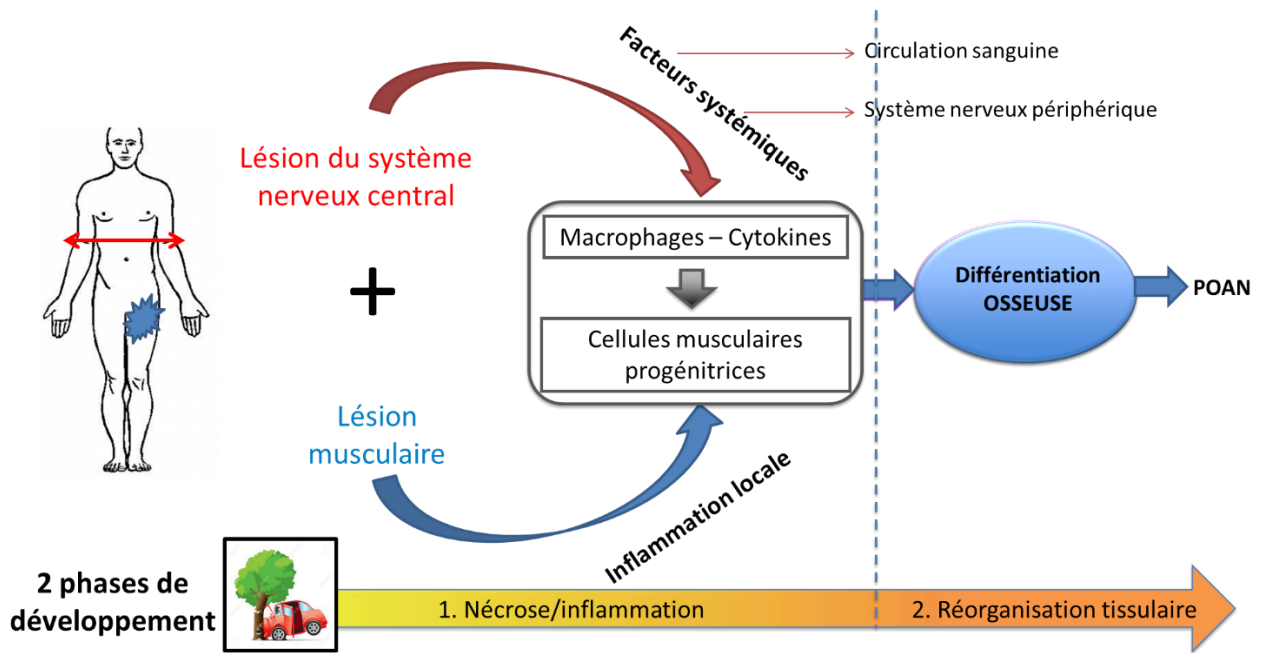 Facteurs systémiques
Circulation sanguine
Système nerveux périphérique
Lésion du système
nerveux central
+
Macrophages – Cytokines
Cellules musculaires
progénitrices
Différentiation
OSSEUSE
POAN
Lésion
musculaire
Inflammation locale
2 phases de
développement
1. Nécrose/inflammation
2. Réorganisation tissulaire